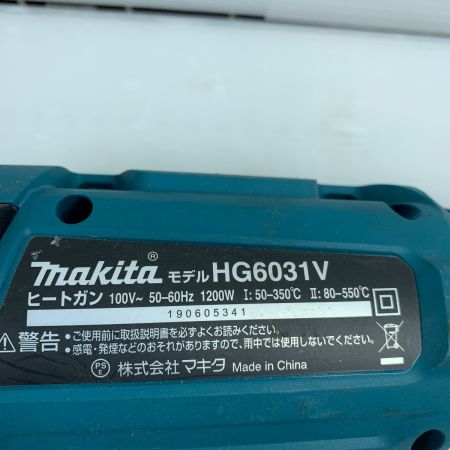 makita® モデル HG6031V
ヒートガン 100V~ 50-60Hz 1200W I: 50-350℃ II: 80-550℃
190605341
⚠警告 ●ご使用前に取扱説明書を必ずよくお読みください。
●感電・発煙などのおそれがありますので、雨中では使用しないでください。
PS E 株式会社 マキタ Made in China